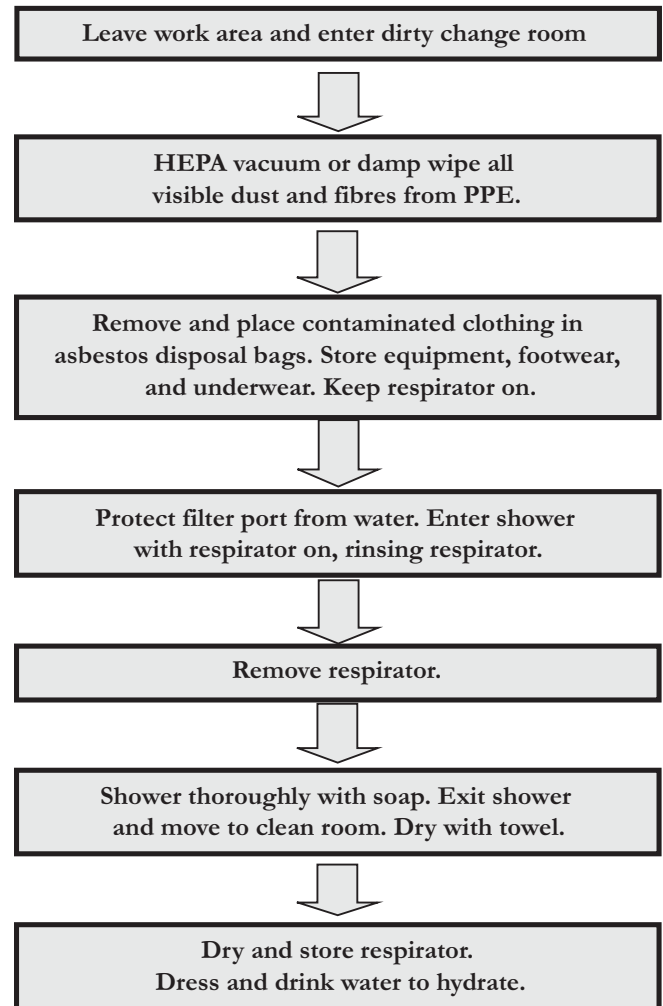 Leave work area and enter dirty change room
HEPA vacuum or damp wipe all
visible dust and fibres from PPE.
Remove and place contaminated clothing in
asbestos disposal bags. Store equipment, footwear,
and underwear. Keep respirator on.
Protect filter port from water. Enter shower
with respirator on, rinsing respirator.
Remove respirator.
Shower thoroughly with soap. Exit shower
and move to clean room. Dry with towel.
Dry and store respirator.
Dress and drink water to hydrate.